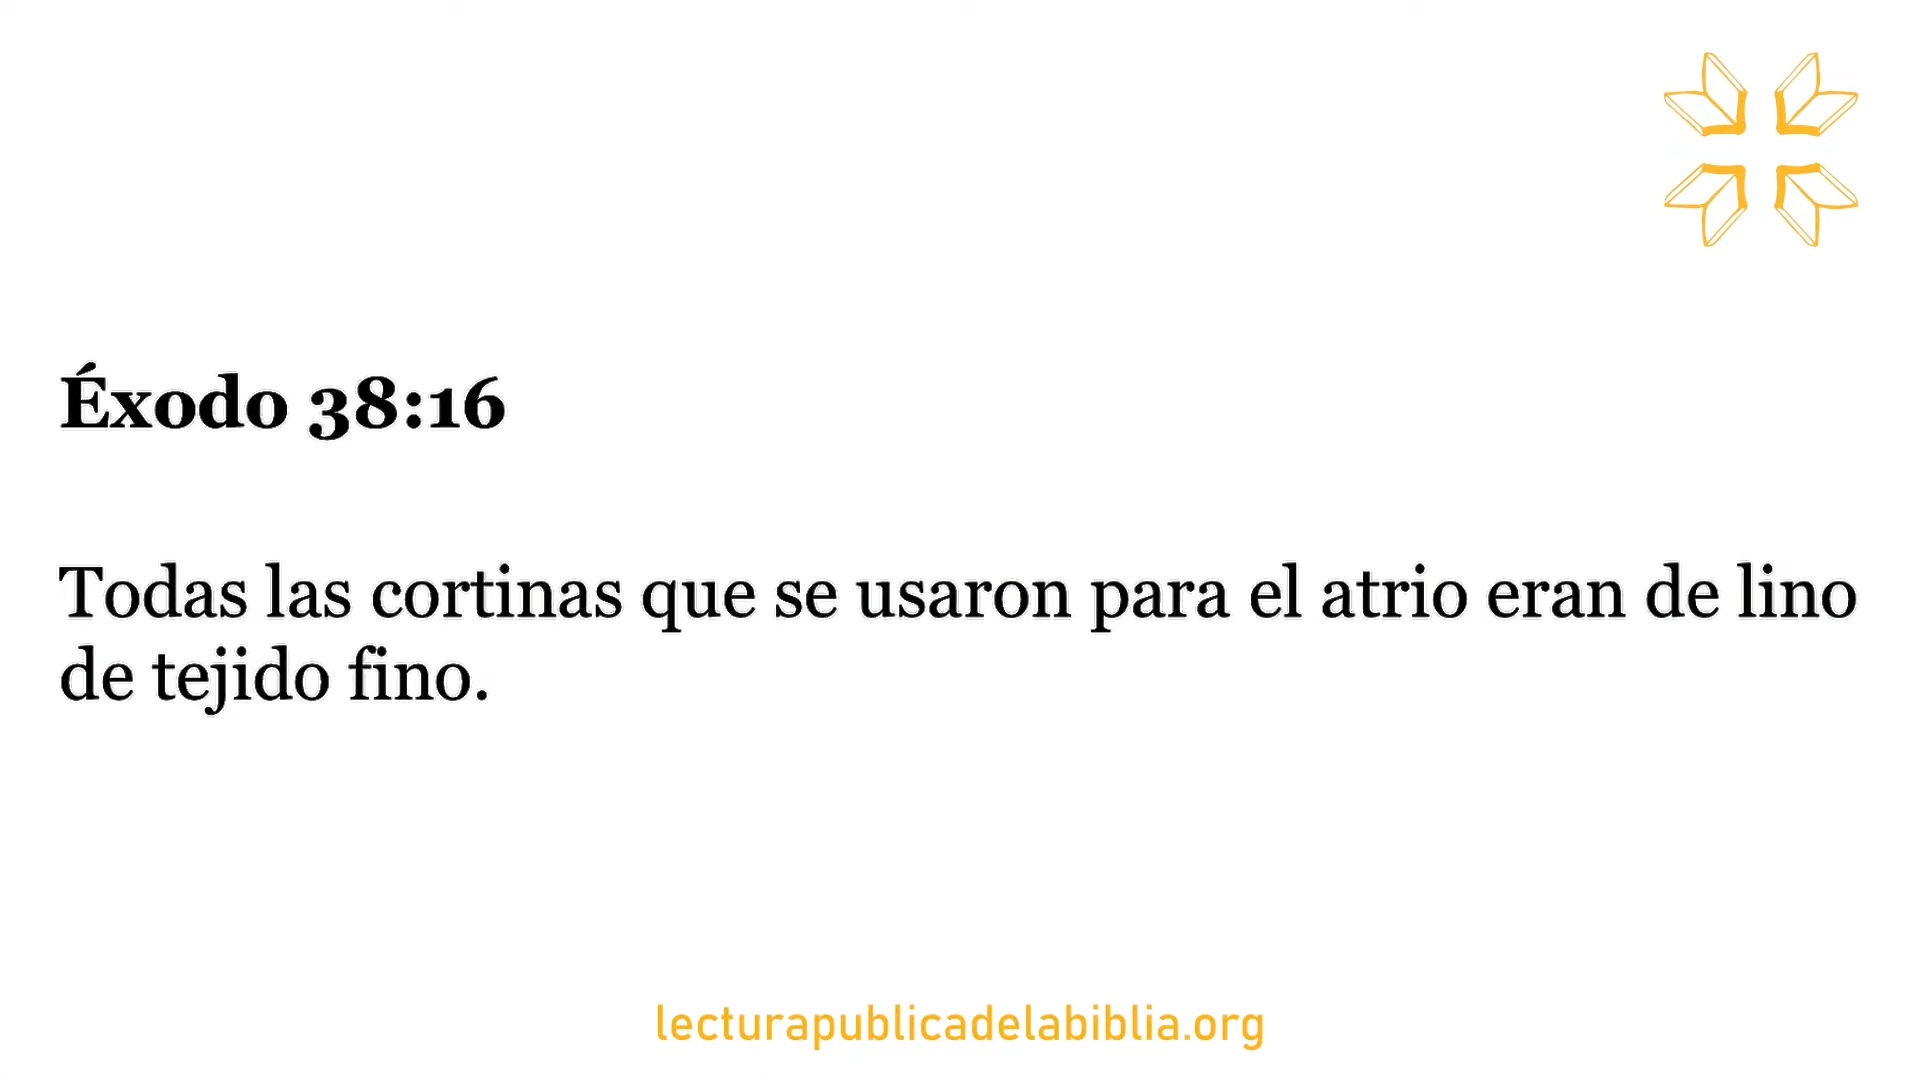 Éxodo 38:16
Todas las cortinas que se usaron para el atrio eran de lino
de tejido fino.
lecturapublicadelabiblia.org